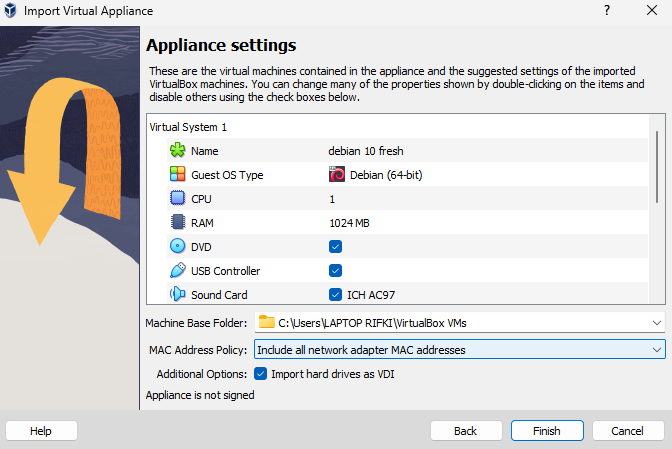 Import Virtual Appliance
Appliance settings
These are the virtual machines contained in the appliance and the suggested settings of the imported
VirtualBox machines. You can change many of the properties shown by double-clicking on the items and
disable others using the check boxes below.
Virtual System 1
Name debian 10 fresh
Guest OS Type Debian (64-bit)
CPU 1
RAM 1024 MB
DVD
USB Controller
Sound Card ICH AC97
Machine Base Folder: C:\Users\LAPTOP RIFKI\VirtualBox VMs
MAC Address Policy: Include all network adapter MAC addresses
Additional Options: Import hard drives as VDI
Appliance is not signed
Help Back Finish Cancel